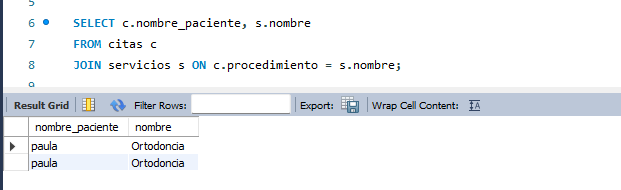 5
6 SELECT c.nombre_paciente, s.nombre
7 FROM citas c
8 JOIN servicios s ON c.procedimiento = s.nombre;
9
Result Grid Filter Rows: Export: Wrap Cell Content: IA
nombre_paciente nombre
paula Ortodoncia
paula Ortodoncia